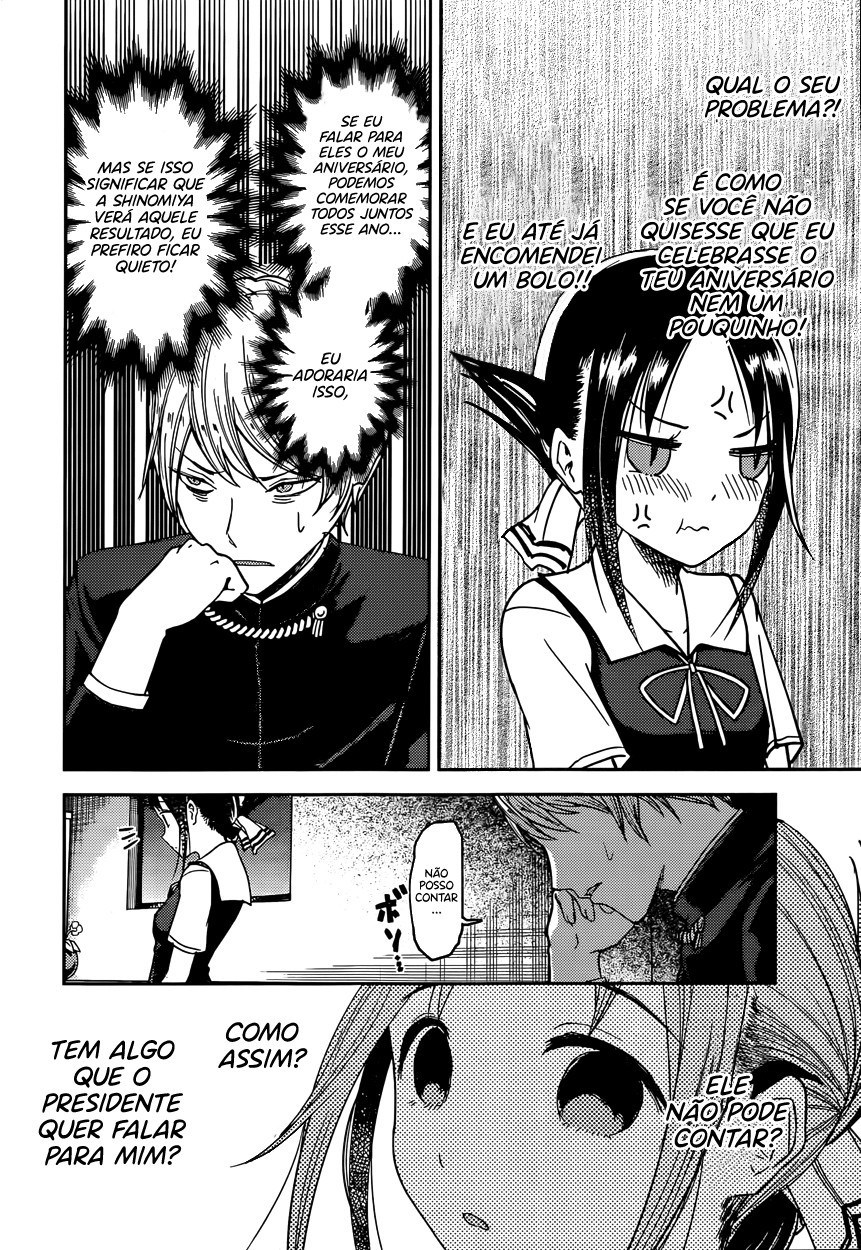 QUAL O SEU
PROBLEMA?!
É COMO
SE VOCÊ NÃO
QUISESSE QUE EU
CELEBRASSE O
TEU ANIVERSÁRIO
NEM UM
POUQUINHO!
E EU ATÉ JÁ
ENCOMENDEI
UM BOLO!!
SE EU
FALAR PARA
ELES O MEU
ANIVERSÁRIO,
PODEMOS
COMEMORAR
TODOS JUNTOS
ESSE ANO...
EU
ADORARIA
ISSO,
MAS SE ISSO
SIGNIFICAR QUE
A SHINOMIYA
VERÁ AQUELE
RESULTADO, EU
PREFIRO FICAR
QUIETO!
NÃO
POSSO
CONTAR
...
ボソ…
ELE
NÃO PODE
CONTAR?
COMO
ASSIM?
TEM ALGO
QUE O
PRESIDENTE
QUER FALAR
PARA MIM?